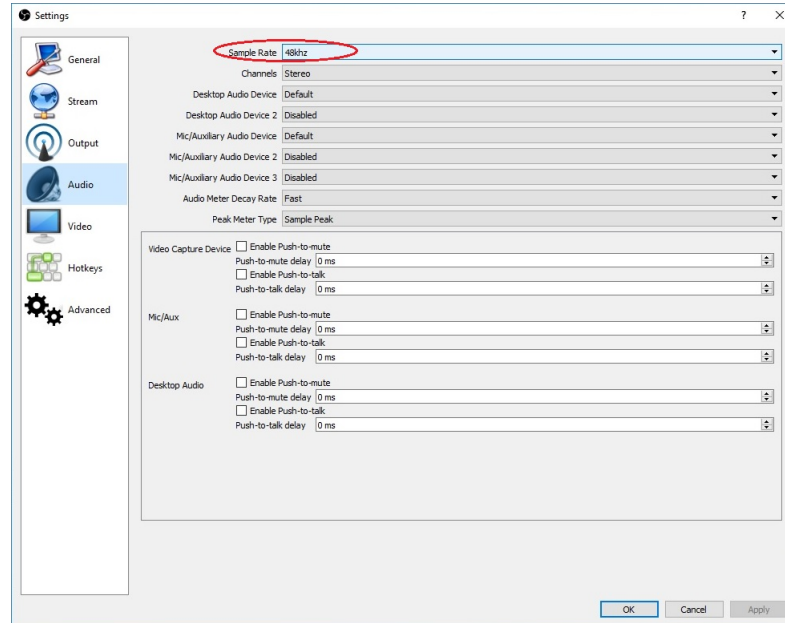 Settings
?
General
Stream
Output
Audio
Video
Hotkeys
Advanced
Sample Rate 48khz
Channels Stereo
Desktop Audio Device Default
Desktop Audio Device 2 Disabled
Mic/Auxiliary Audio Device Default
Mic/Auxiliary Audio Device 2 Disabled
Mic/Auxiliary Audio Device 3 Disabled
Audio Meter Decay Rate Fast
Peak Meter Type Sample Peak
Video Capture Device Enable Push-to-mute
Push-to-mute delay 0 ms
Enable Push-to-talk
Push-to-talk delay 0 ms
Mic/Aux Enable Push-to-mute
Push-to-mute delay 0 ms
Enable Push-to-talk
Push-to-talk delay 0 ms
Desktop Audio Enable Push-to-mute
Push-to-mute delay 0 ms
Enable Push-to-talk
Push-to-talk delay 0 ms
OK Cancel Apply